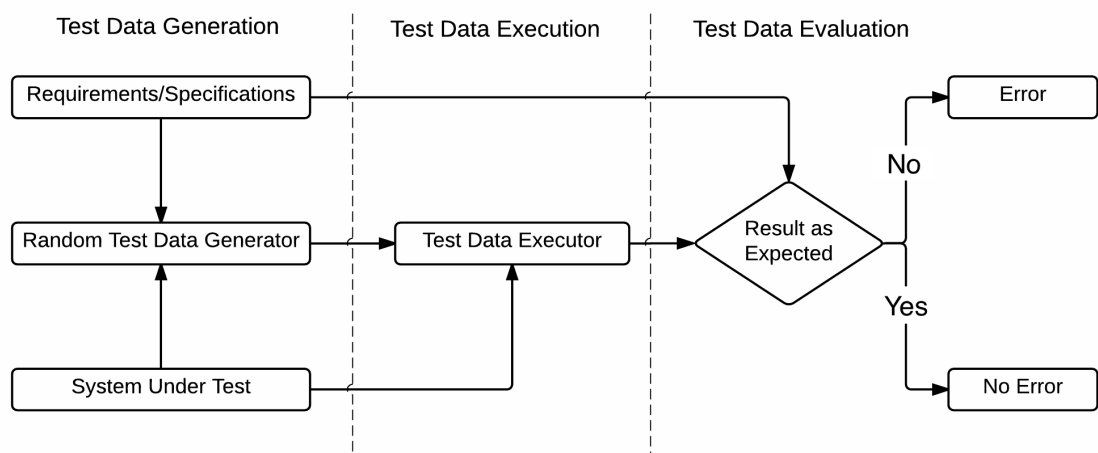 Test Data Generation
Test Data Execution
Test Data Evaluation
Requirements/Specifications
Error
No
Random Test Data Generator
Test Data Executor
Result as
Expected
Yes
System Under Test
No Error